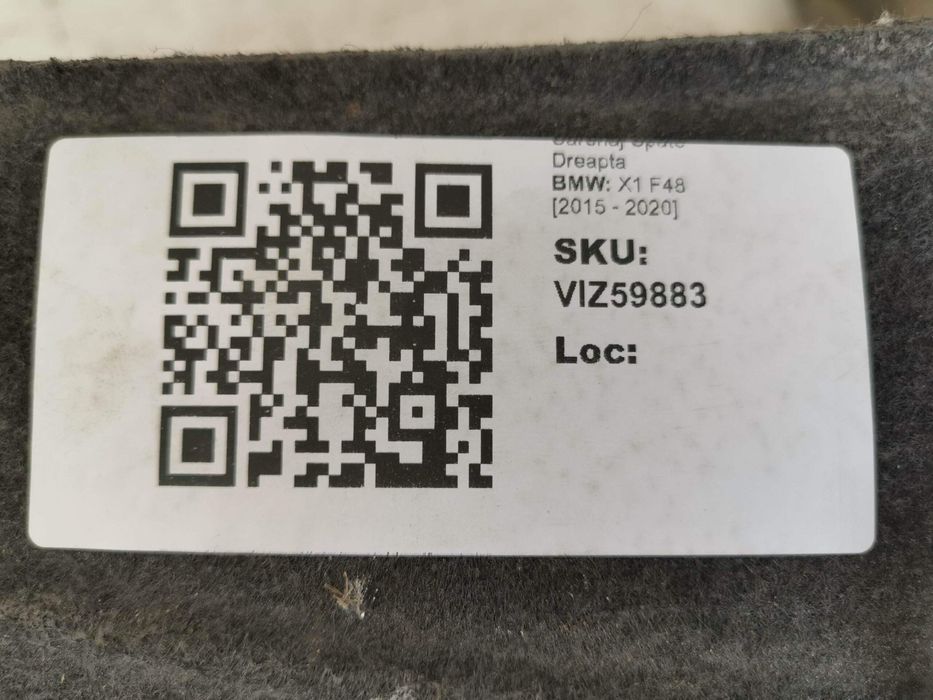 Dreapta
BMW: X1 F48
[2015 - 2020]
SKU:
VIZ59883
Loc: